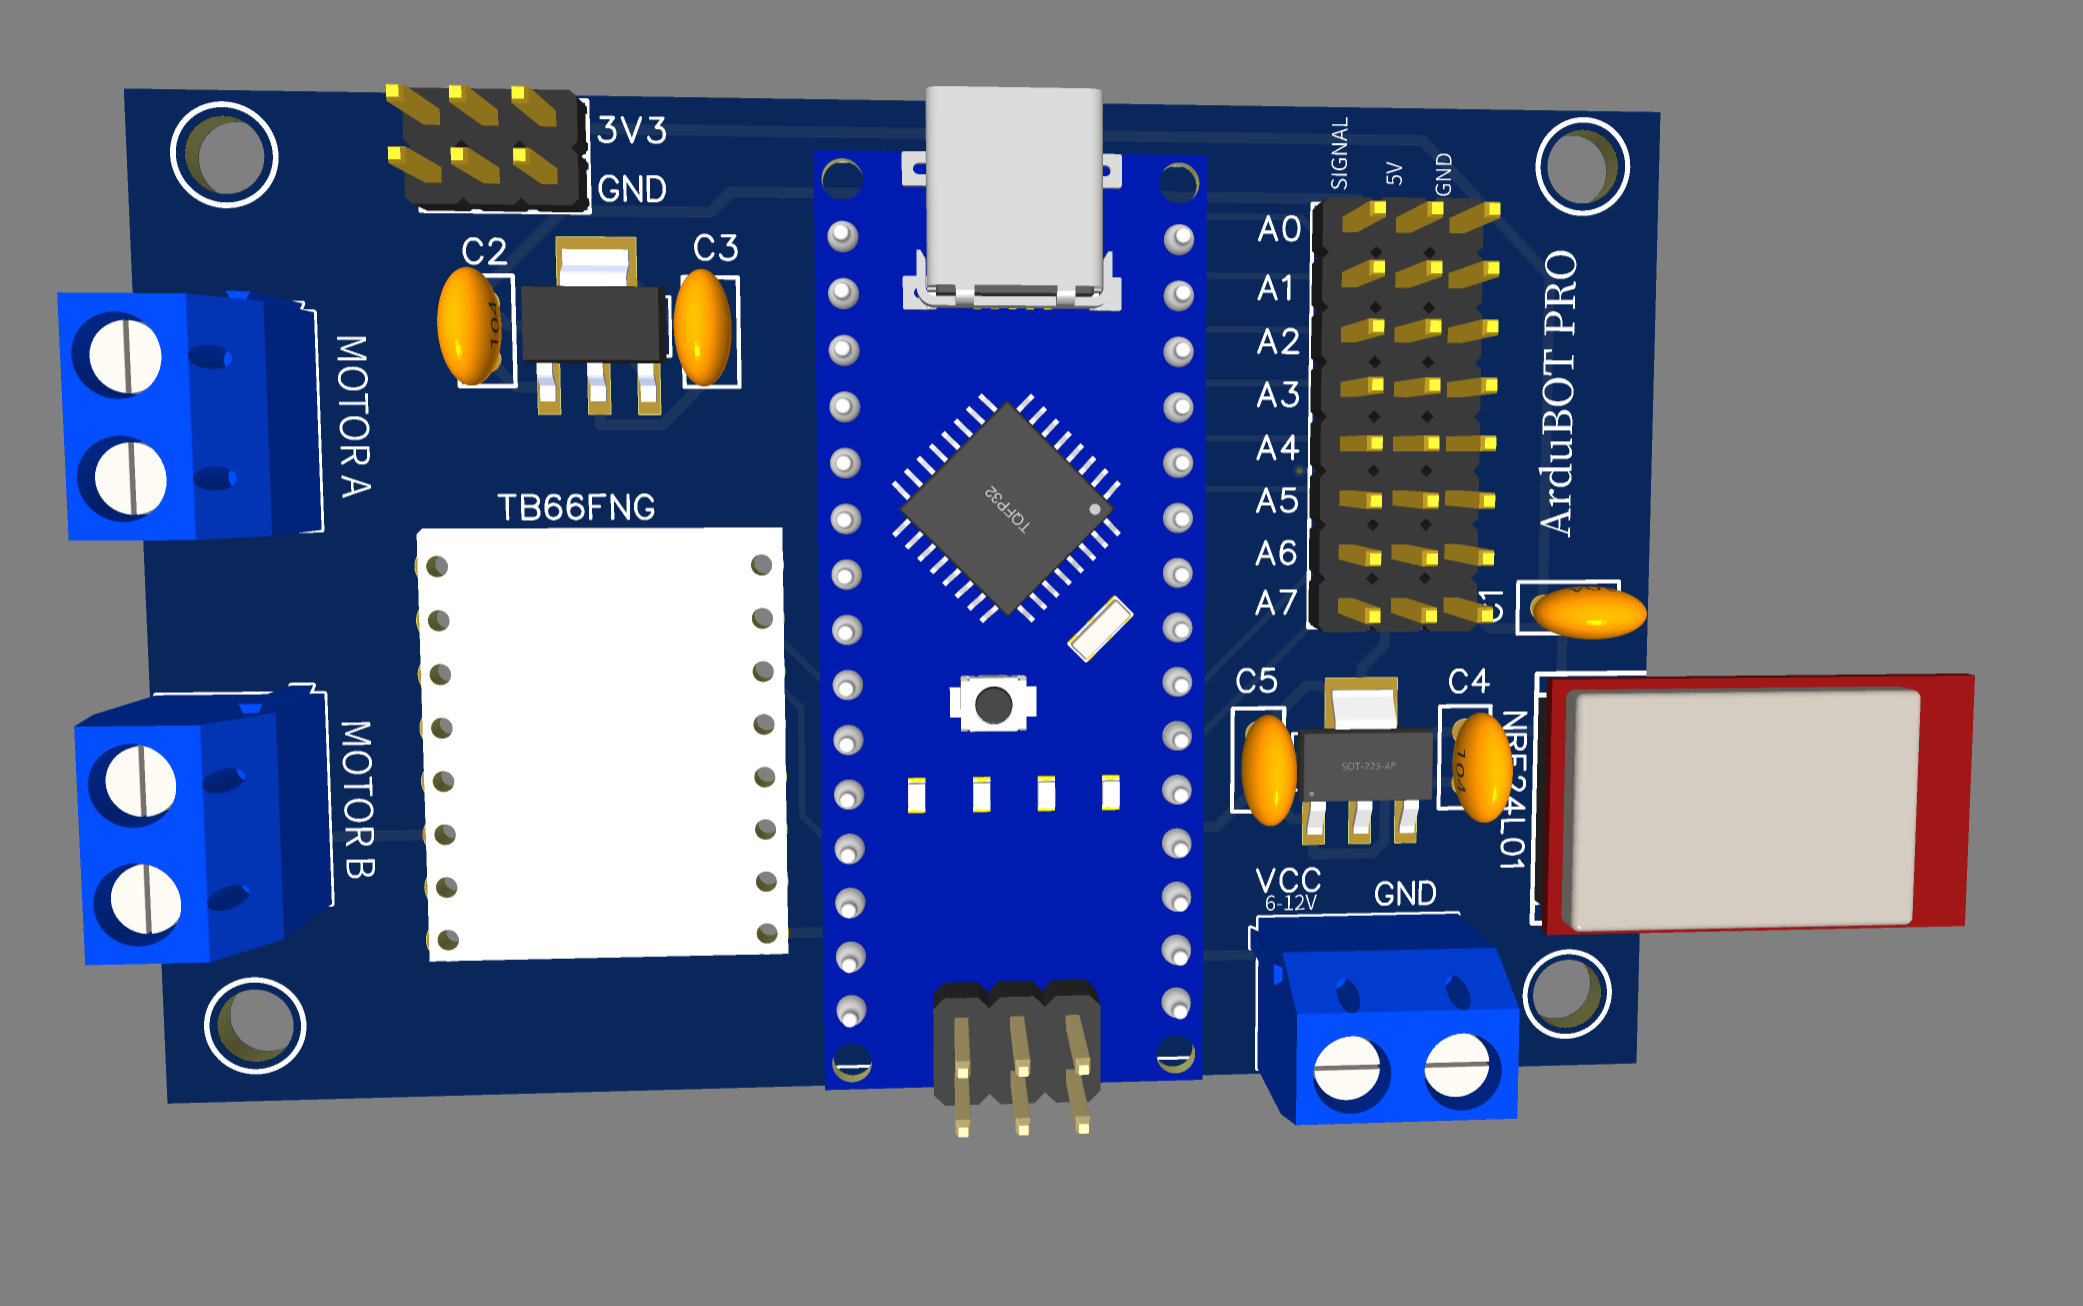 3V3
GND
C2
C3
104
MOTOR A
TB66FNG
MOTOR B
TQFP32
SIGNAL
5V
GND
A0
A1
A2
A3
A4
A5
A6
A7
ArduBOT PRO
C5
C4
SOT-223-4P
104
NRF24L01
VCC
6-12V
GND